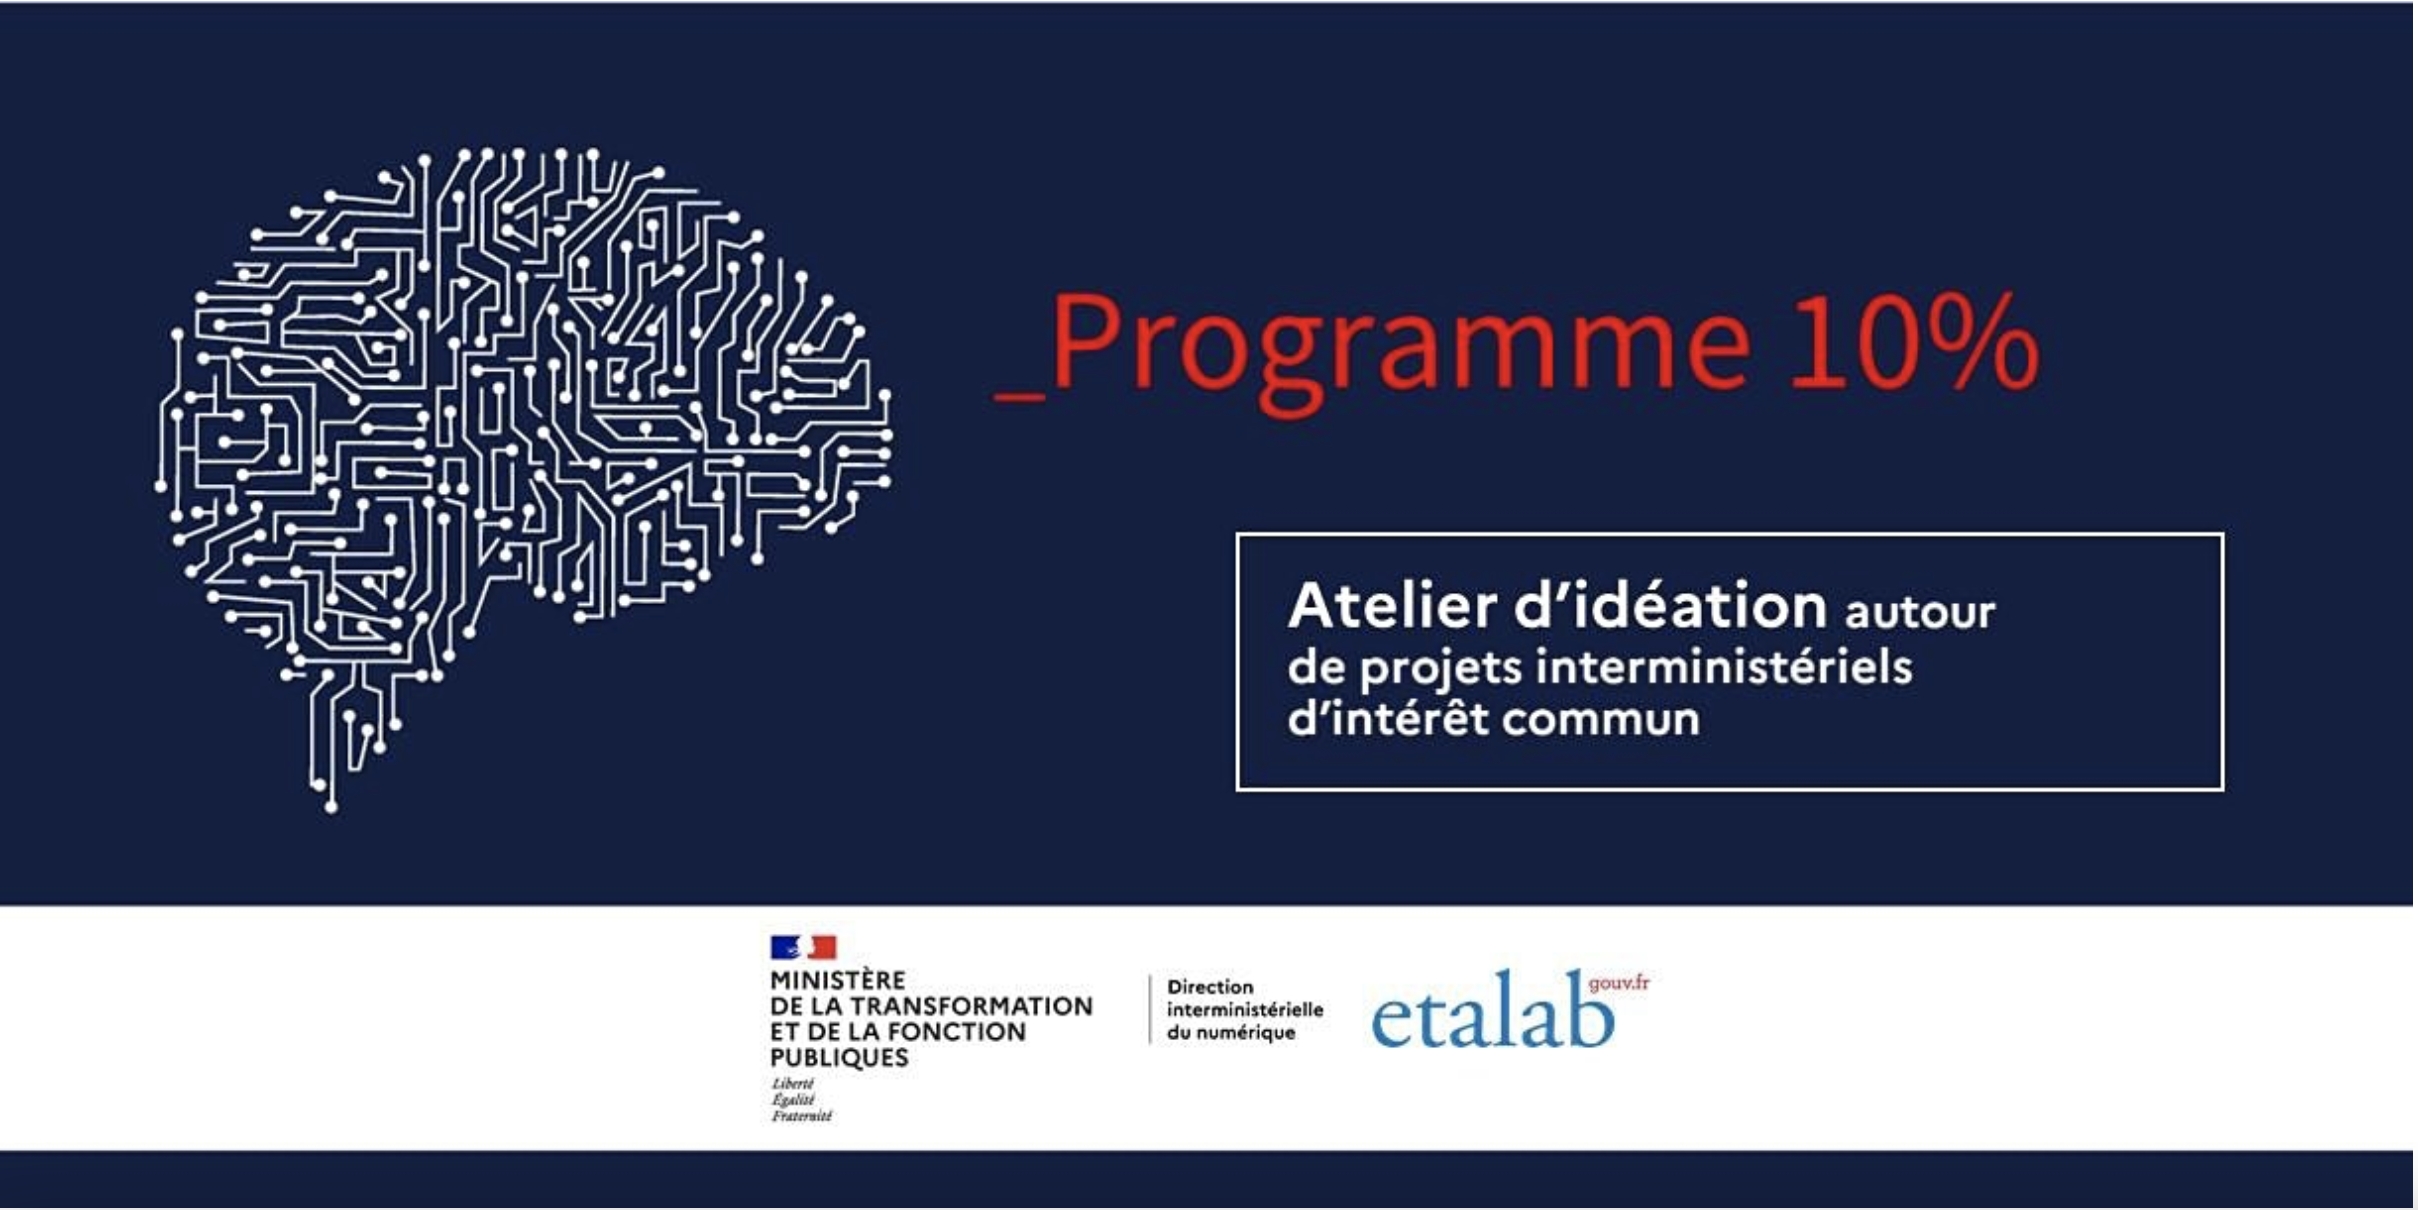 _Programme 10%
Atelier d’idéation autour
de projets interministériels
d’intérêt commun
MINISTÈRE
DE LA TRANSFORMATION
ET DE LA FONCTION
PUBLIQUES
Liberté
Égalité
Fraternité
Direction
interministérielle
du numérique
etalab gouv.fr